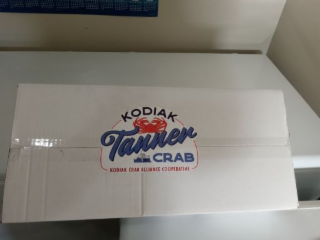 KODIAK
Tanner
CRAB
KODIAK CRAB ALLIANCE COOPERATIVE